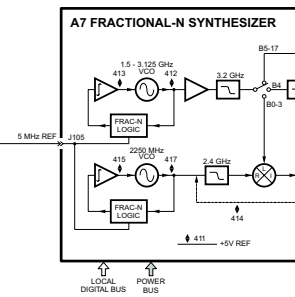 A7 FRACTIONAL-N SYNTHESIZER
B5-17
1.5 - 3.125 GHz
VCO
413
412
3.2 GHz
B4
B0-3
FRAC-N
LOGIC
5 MHz REF
J105
2250 MHz
VCO
415
417
2.4 GHz
L
R
I
FRAC-N
LOGIC
414
411
+5V REF
LOCAL
DIGITAL BUS
POWER
BUS